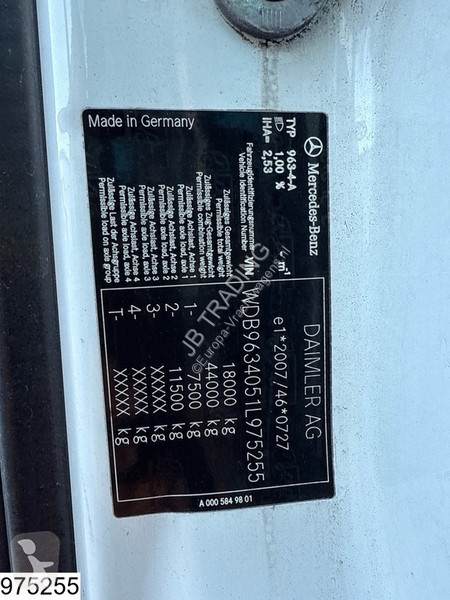 Mercedes-Benz
DAIMLER AG
TYP 963-4-A
1,00 %
IHA= 2,53
e1*2007/46*0727
Fahrzeugidentifizierungsnummer
Vehicle Identification Number
VIN
WDB9634051L975255
Zulässiges Gesamtgewicht
Permissible total weight
18000 kg
Zulässiges Zug-Gesamtgewicht
Permissible combination weight
44000 kg
Zulässige Achslast, Achse 1
Permissible axle load, axle 1
1- 7500 kg
Zulässige Achslast, Achse 2
Permissible axle load, axle 2
2- 11500 kg
Zulässige Achslast, Achse 3
Permissible axle load, axle 3
3- XXXXX kg
Zulässige Achslast, Achse 4
Permissible axle load, axle 4
4- XXXXX kg
Zulässige Last der Achsgruppe
Permissible load on axle group
T- XXXXX kg
Made in Germany
A 000 584 98 01
JB TRADING
975255